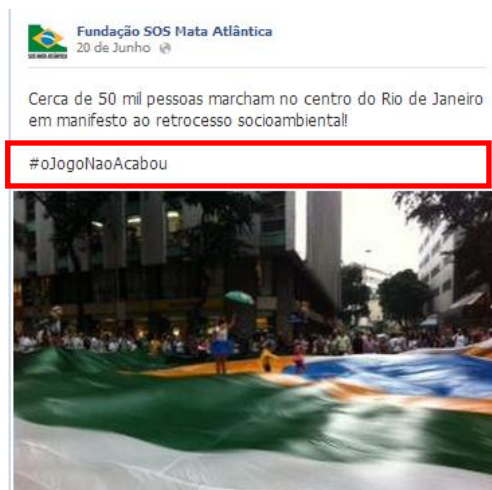 Fundação SOS Mata Atlântica
20 de Junho
Cerca de 50 mil pessoas marcham no centro do Rio de Janeiro
em manifesto ao retrocesso socioambiental!
#oJogoNaoAcabou